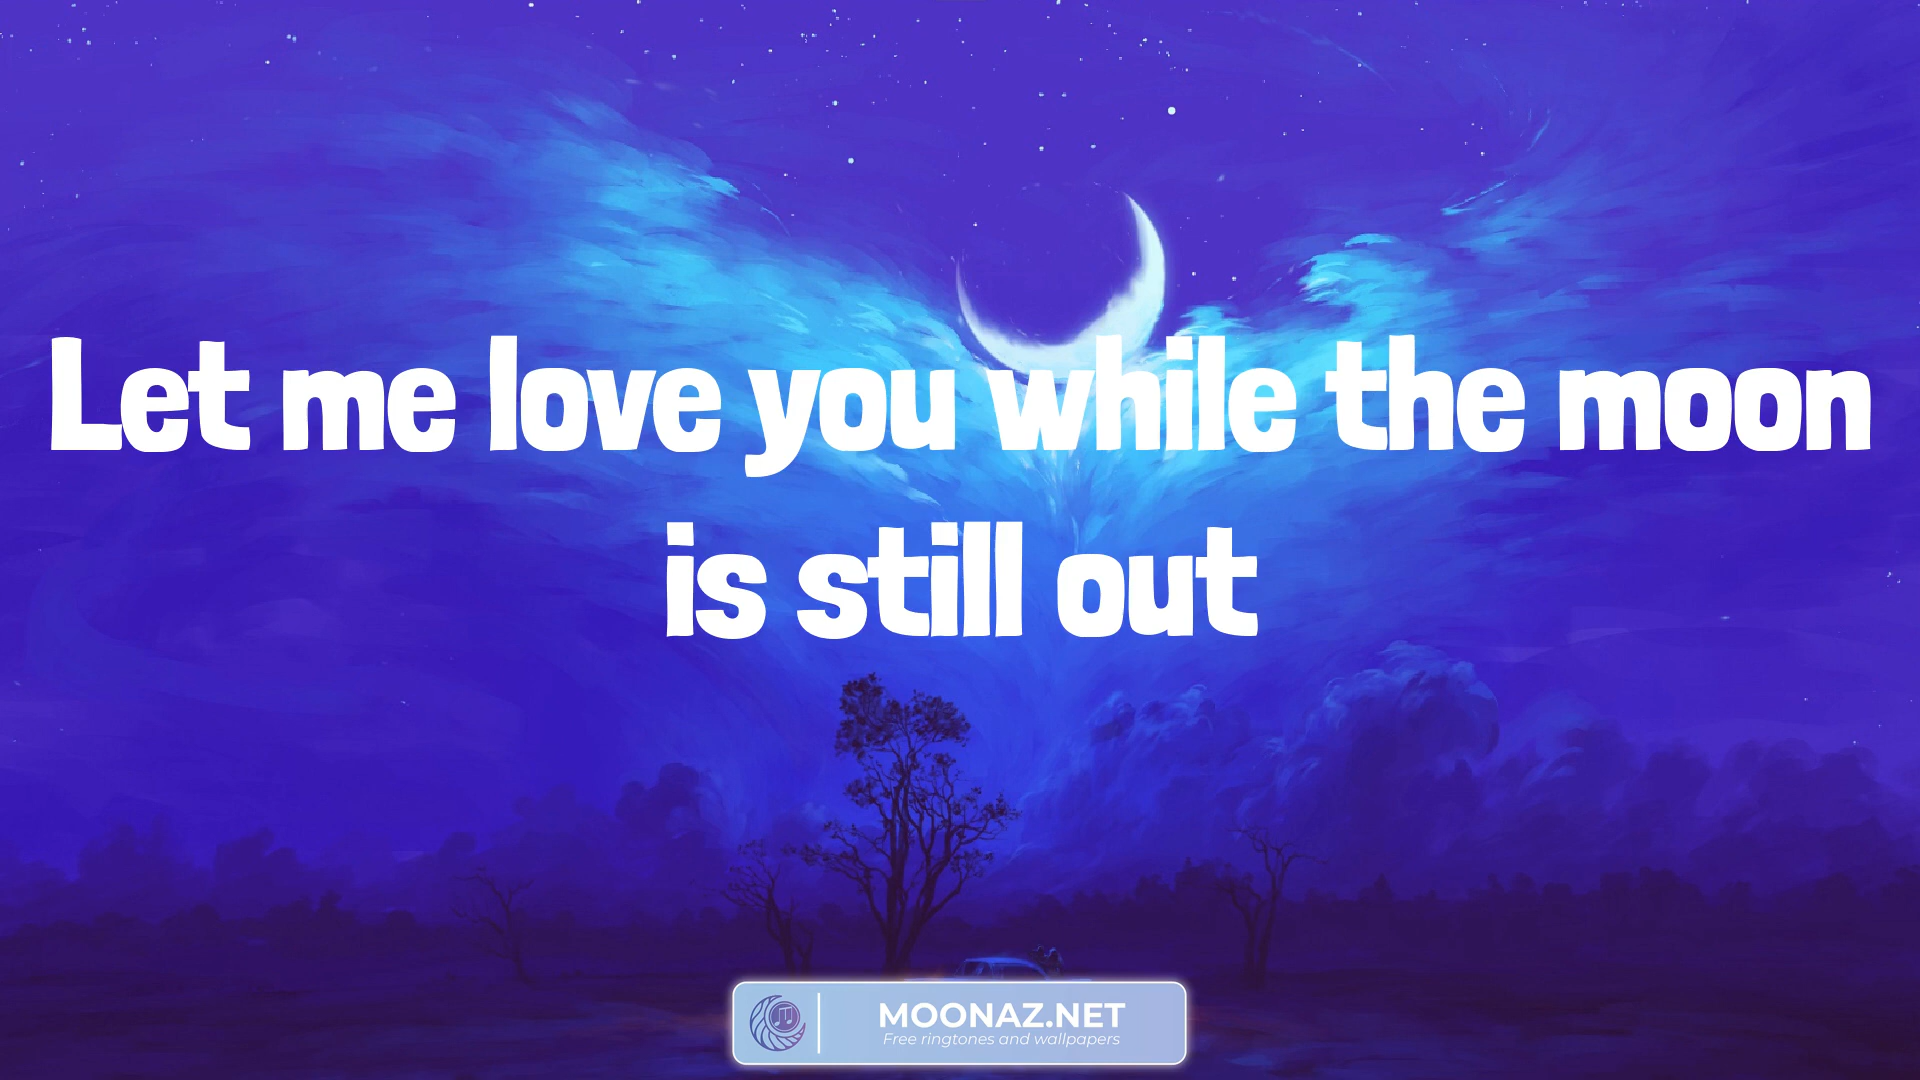 Let me love you while the moon
is still out
MOONAZ.NET
Free ringtones and wallpapers